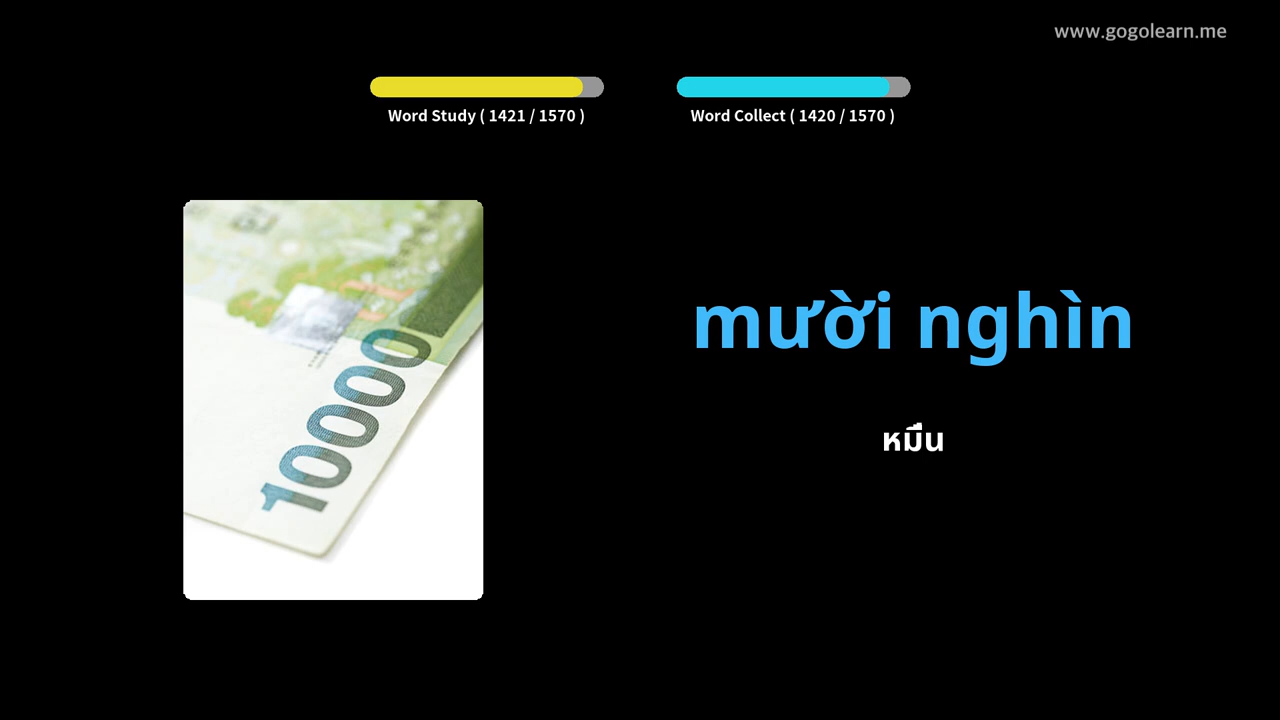 www.gogolearn.me
Word Study ( 1421 / 1570 )
Word Collect ( 1420 / 1570 )
10000
mười nghìn
หมื่น